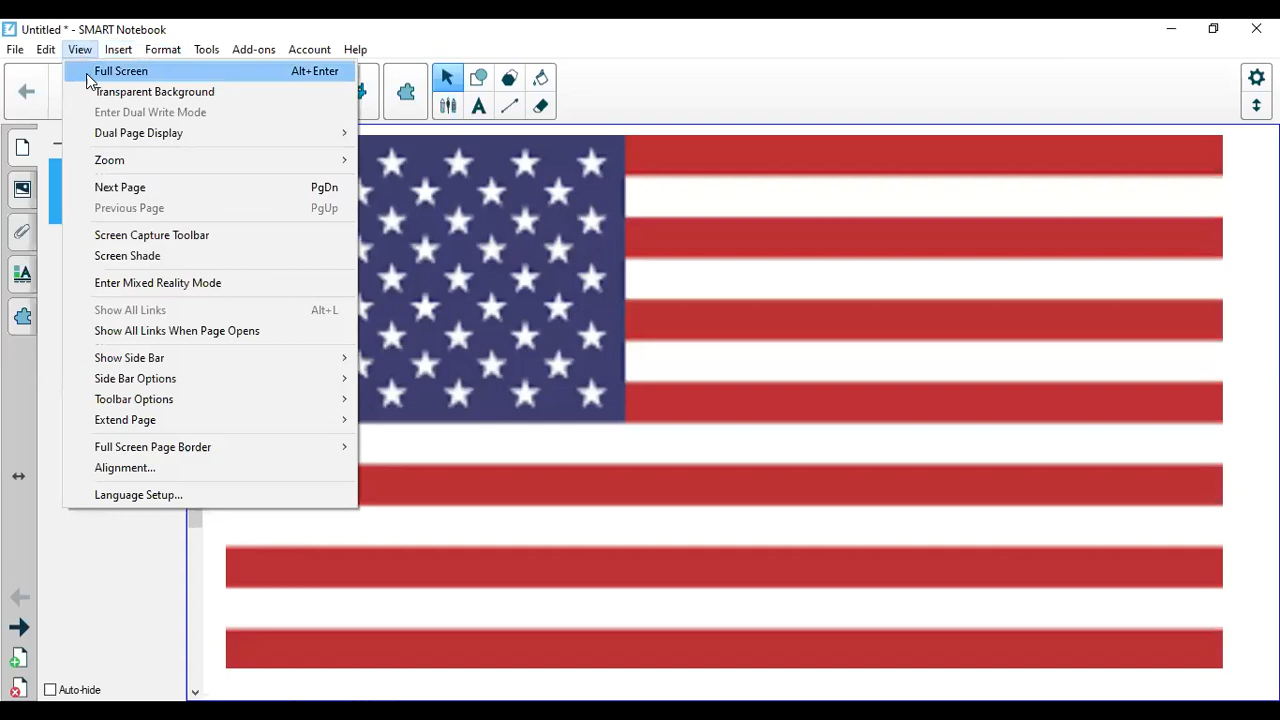 Untitled * - SMART Notebook
File Edit View Insert Format Tools Add-ons Account Help
Full Screen Alt+Enter
Transparent Background
Enter Dual Write Mode
Dual Page Display
Zoom
Next Page PgDn
Previous Page PgUp
Screen Capture Toolbar
Screen Shade
Enter Mixed Reality Mode
Show All Links Alt+L
Show All Links When Page Opens
Show Side Bar
Side Bar Options
Toolbar Options
Extend Page
Full Screen Page Border
Alignment...
Language Setup...
Auto-hide